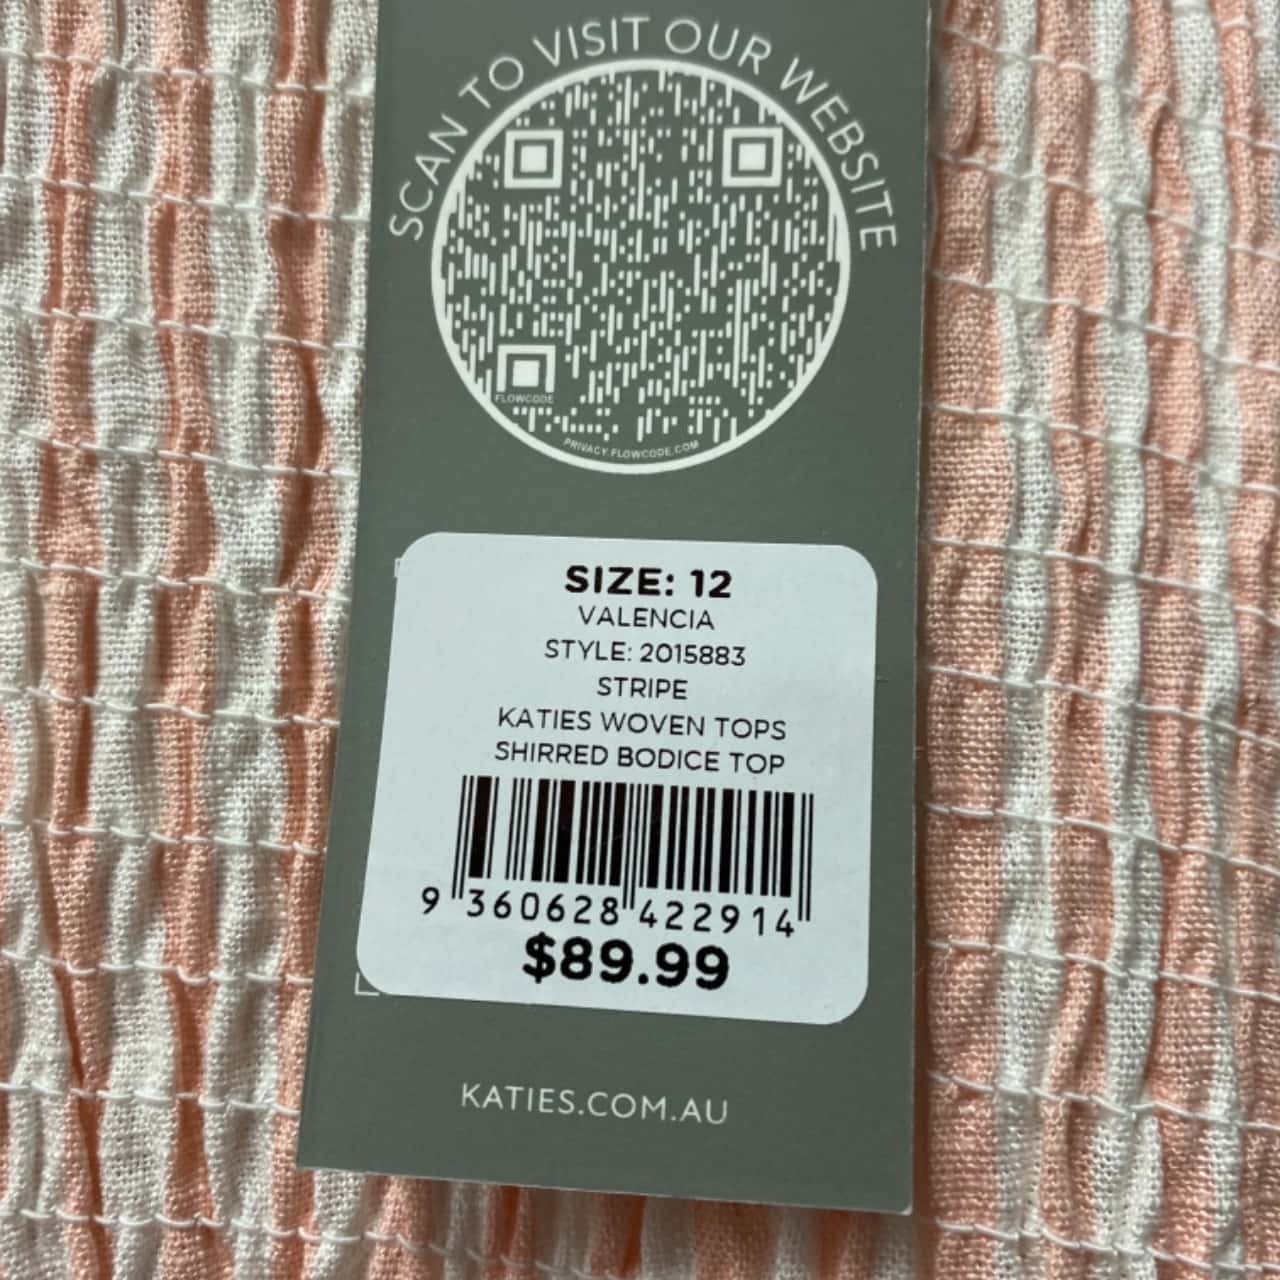 SCAN TO VISIT OUR WEBSITE
FLOWCODE
PRIVACY.FLOWCODE.COM
SIZE: 12
VALENCIA
STYLE: 2015883
STRIPE
KATIES WOVEN TOPS
SHIRRED BODICE TOP
9 360628 422914
$89.99
KATIES.COM.AU